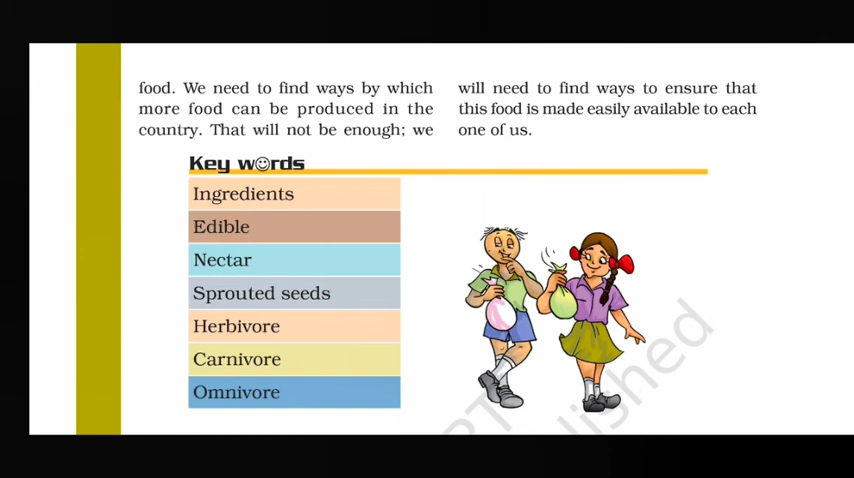 food. We need to find ways by which
more food can be produced in the
country. That will not be enough; we
will need to find ways to ensure that
this food is made easily available to each
one of us.
Key words
Ingredients
Edible
Nectar
Sprouted seeds
Herbivore
Carnivore
Omnivore